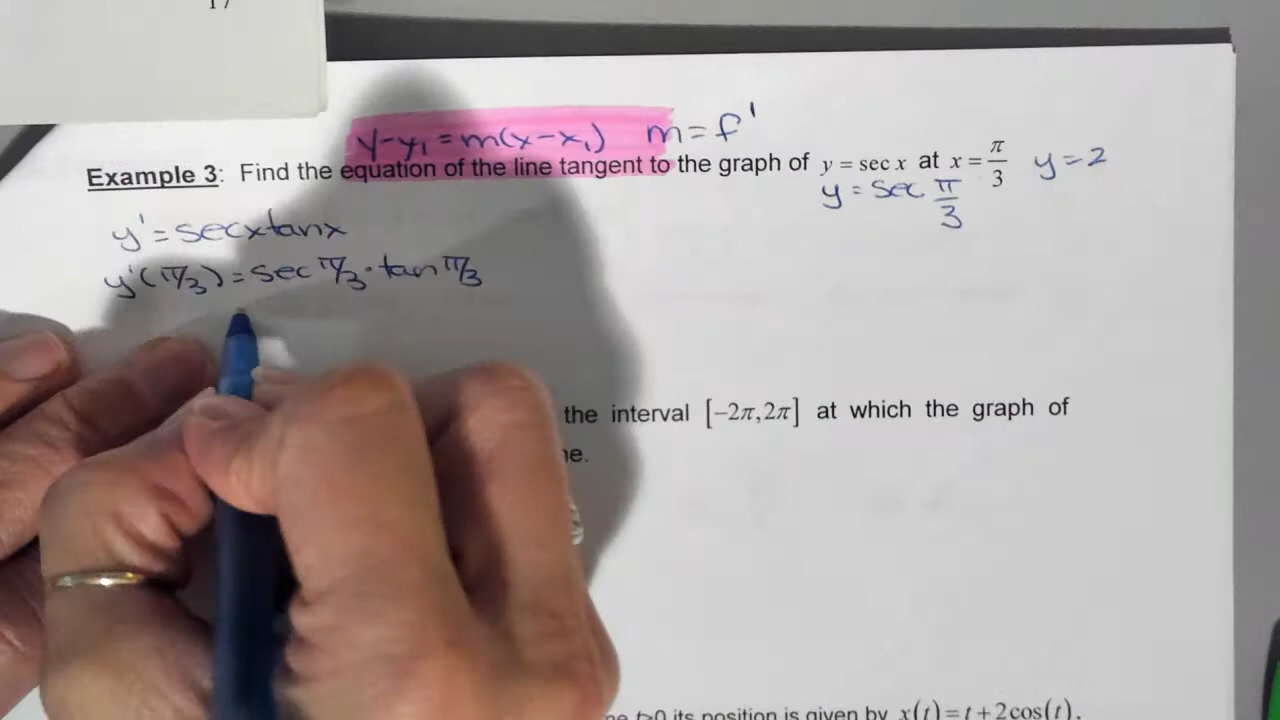 17
y-y₁=m(x-x₁) m=f'
Example 3: Find the equation of the line tangent to the graph of y = sec x at x = π/3 y=2
y = sec π/3
y' = secxtanx
y'(π/3) = sec π/3 · tan π/3
the interval [-2π,2π] at which the graph of
t>0 its position is given by x(t)=t+2cos(t).